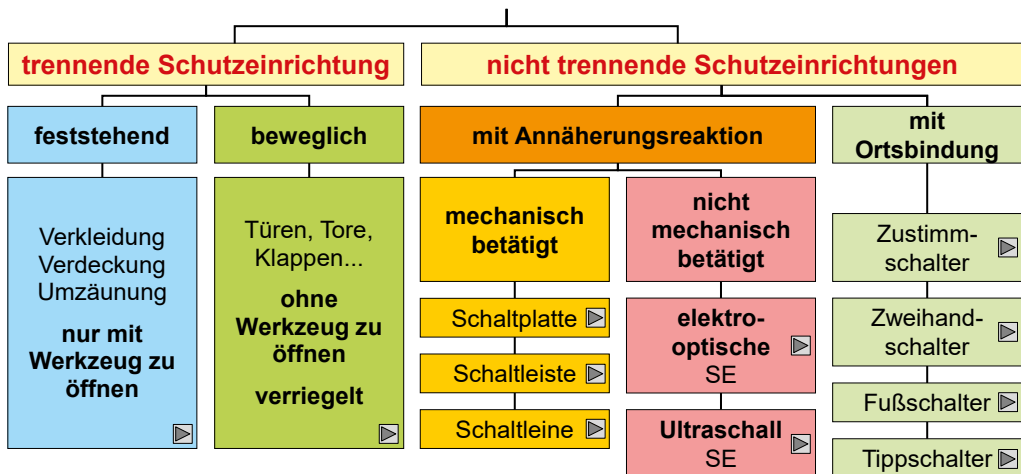 trennende Schutzeinrichtung
nicht trennende Schutzeinrichtungen
feststehend
beweglich
mit Annäherungsreaktion
mit
Ortsbindung
Verkleidung
Verdeckung
Umzäunung
nur mit
Werkzeug zu
öffnen
Türen, Tore,
Klappen...
ohne
Werkzeug zu
öffnen
verriegelt
mechanisch
betätigt
Schaltplatte
Schaltleiste
Schaltleine
nicht
mechanisch
betätigt
elektro-
optische
SE
Ultraschall
SE
Zustimm-
schalter
Zweihand-
schalter
Fußschalter
Tippschalter